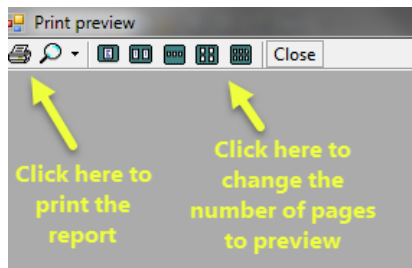 Print preview
Close
Click here to
print the
report
Click here to
change the
number of pages
to preview